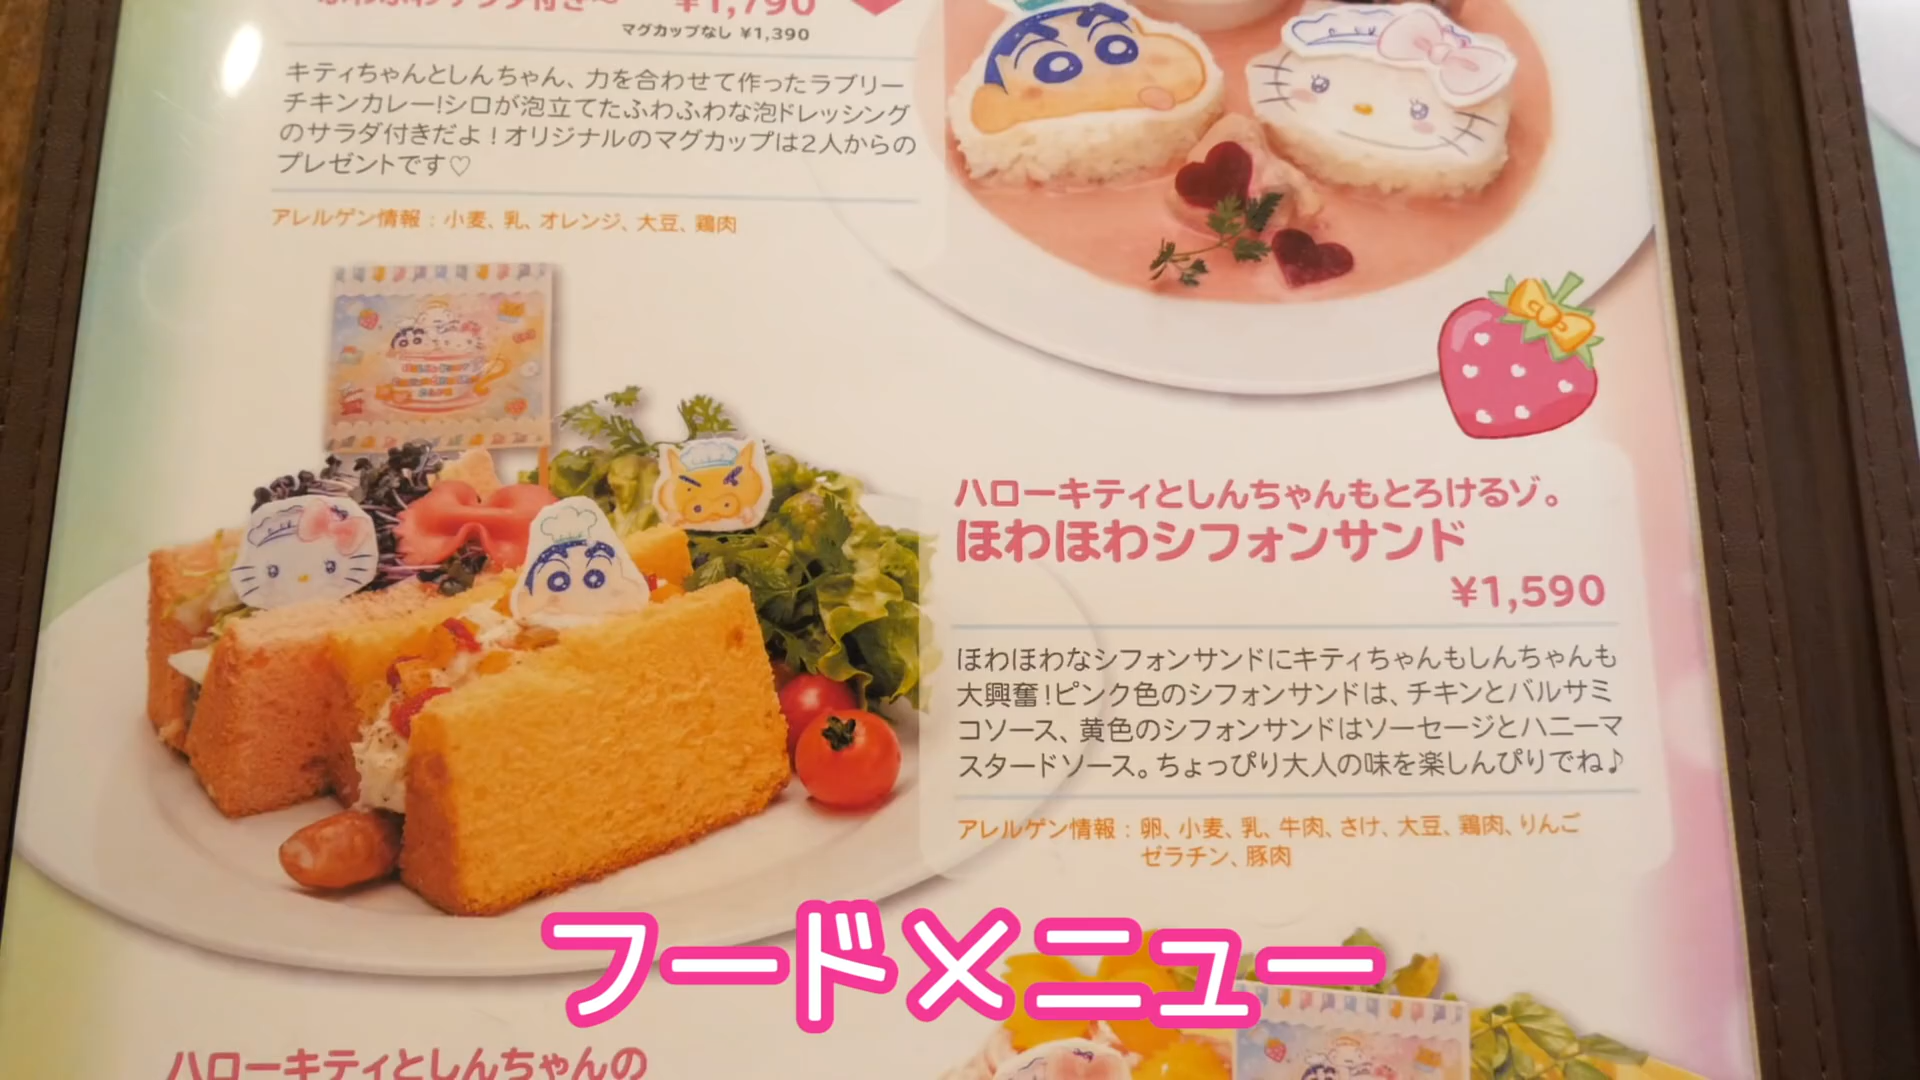 ふわふわサラダ付き～ ¥1,790
マグカップなし ¥1,390
キティちゃんとしんちゃん、力を合わせて作ったラブリー
チキンカレー!シロが泡立てたふわふわな泡ドレッシング
のサラダ付きだよ!オリジナルのマグカップは2人からの
プレゼントです♡
アレルゲン情報：小麦、乳、オレンジ、大豆、鶏肉
ハローキティとしんちゃんもとろけるゾ。
ほわほわシフォンサンド
¥1,590
ほわほわなシフォンサンドにキティちゃんもしんちゃんも
大興奮!ピンク色のシフォンサンドは、チキンとバルサミ
コソース、黄色のシフォンサンドはソーセージとハニーマ
スタードソース。ちょっぴり大人の味を楽しんぴりでね♪
アレルゲン情報：卵、小麦、乳、牛肉、さけ、大豆、鶏肉、りんご
ゼラチン、豚肉
フード×ニュー
ハローキティとしんちゃんの